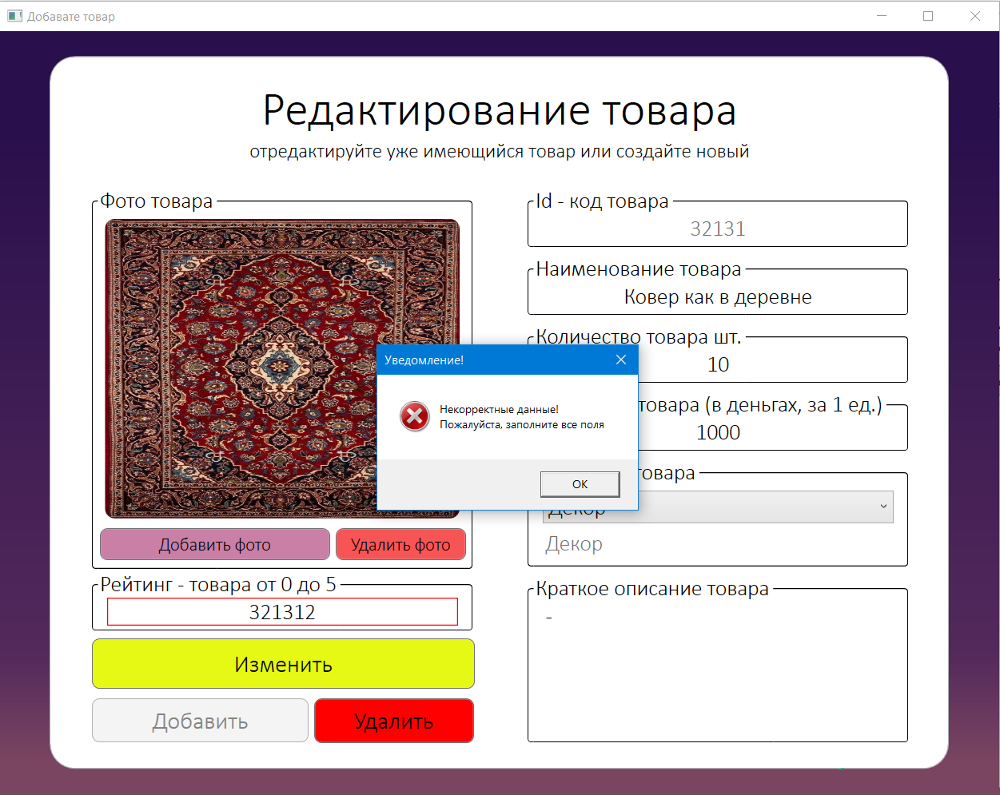 Добавате товар
Редактирование товара
отредактируйте уже имеющийся товар или создайте новый
Фото товара
Добавить фото
Удалить фото
Рейтинг - товара от 0 до 5
321312
Изменить
Добавить
Удалить
Id - код товара
32131
Наименование товара
Ковер как в деревне
Количество товара шт.
10
товара (в деньгах, за 1 ед.)
1000
товара
Декор
Декор
Краткое описание товара
-
Уведомление!
Некорректные данные!
Пожалуйста, заполните все поля
OK